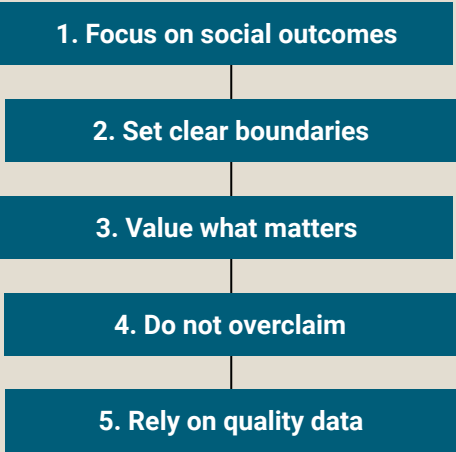 1. Focus on social outcomes
2. Set clear boundaries
3. Value what matters
4. Do not overclaim
5. Rely on quality data